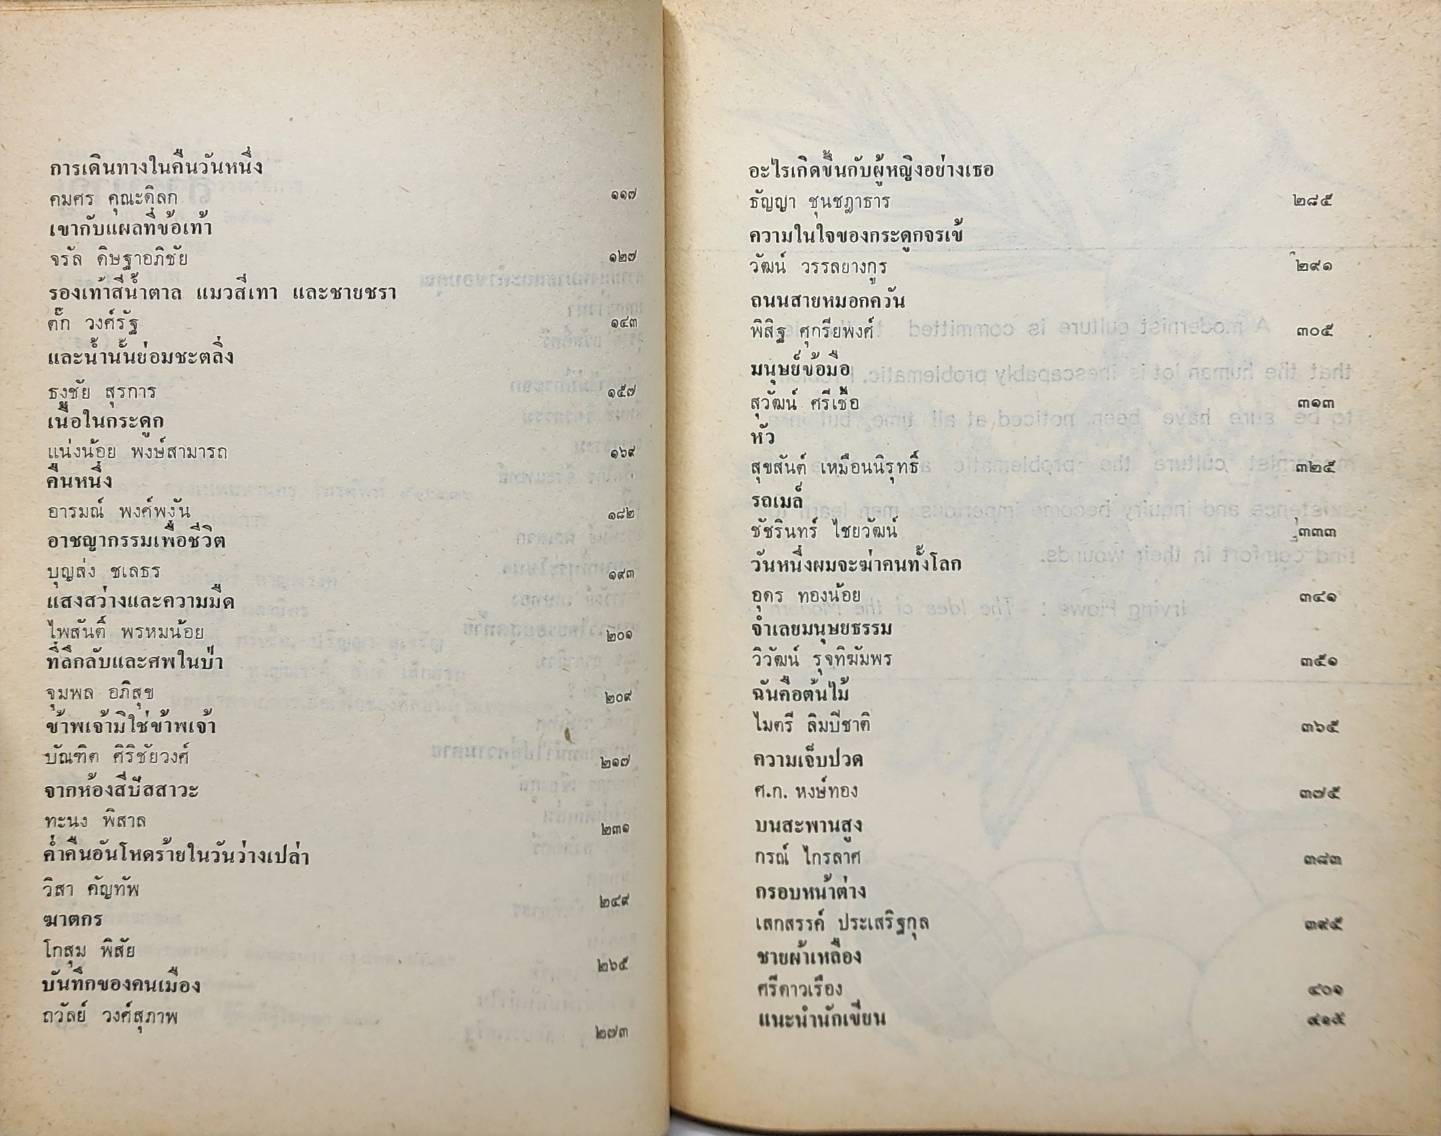 การเดินทางในคืนวันหนึ่ง
คมศร คุณะดิลก ๑๑๗
เขากับแผลที่ข้อเท้า
จรัล ดิษฐาอภิชัย ๑๒๗
รองเท้าสีน้ำตาล แมวสีเทา และชายชรา
ตั๊ก วงศ์รัฐ ๑๔๓
และน้ำนั้นย่อมชะตลิ่ง
ธงชัย สุรการ ๑๕๗
เนื้อในกระดูก
แน่งน้อย พงษ์สามารถ ๑๖๙
คืนหนึ่ง
อารมณ์ พงศ์พงัน ๑๘๒
อาชญากรรมเพื่อชีวิต
บุญส่ง ชเลธร ๑๙๓
แสงสว่างและความมืด
ไพสันติ์ พรหมน้อย ๒๐๑
ที่ลึกลับและศพในป่า
จุมพล อภิสุข ๒๐๙
ข้าพเจ้ามิใช่ข้าพเจ้า
บัณฑิต ศิริชัยวงศ์ ๒๑๗
จากห้องสีบัสสาวะ
ทะนง พิสาล ๒๓๑
ค่ำคืนอันโหดร้ายในวันว่างเปล่า
วิสา คัญทัพ ๒๔๙
ฆาตกร
โกสุม พิสัย ๒๖๕
บันทึกของคนเมือง
ถวัลย์ วงศ์สุภาพ ๒๗๓
อะไรเกิดขึ้นกับผู้หญิงอย่างเธอ
ธัญญา ชุนชฎาธาร ๒๘๕
ความในใจของกระดูกจรเข้
วัฒน์ วรรลยางกูร ๒๙๑
ถนนสายหมอกควัน
พิสิฐ ศุกรียพงศ์ ๓๐๕
มนุษย์ข้อมือ
สุวัฒน์ ศรีเชื้อ ๓๑๓
หัว
สุขสันต์ เหมือนนิรุทธิ์ ๓๒๕
รถเมล์
ชัชรินทร์ ไชยวัฒน์ ๓๓๓
วันหนึ่งผมจะฆ่าคนทั้งโลก
อุดร ทองน้อย ๓๔๑
จำเลยมนุษยธรรม
วิวัฒน์ รุจทิฆัมพร ๓๕๑
ฉันคือต้นไม้
ไมตรี ลิมปิชาติ ๓๖๕
ความเจ็บปวด
ศ.ก. หงษ์ทอง ๓๗๕
บนสะพานสูง
กรณ์ ไกรลาศ ๓๘๓
กรอบหน้าต่าง
เสกสรรค์ ประเสริฐกุล ๓๙๕
ชายผ้าเหลือง
ศรีดาวเรือง ๔๐๑
แนะนำนักเขียน ๔๑๕